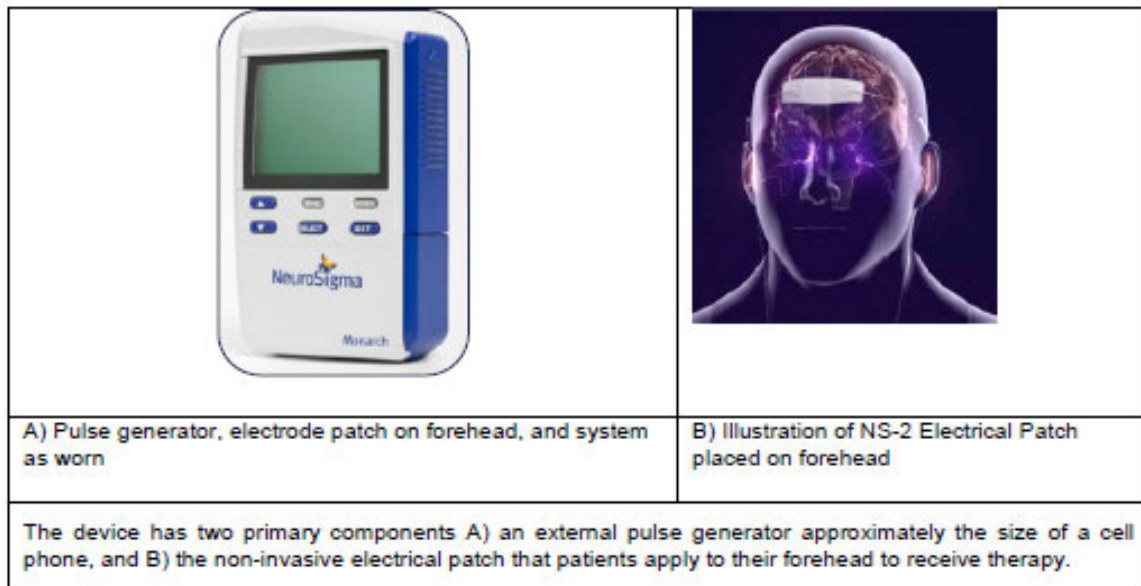 NeuroSigma
Monarch
A) Pulse generator, electrode patch on forehead, and system
as worn
B) Illustration of NS-2 Electrical Patch
placed on forehead
The device has two primary components A) an external pulse generator approximately the size of a cell
phone, and B) the non-invasive electrical patch that patients apply to their forehead to receive therapy.